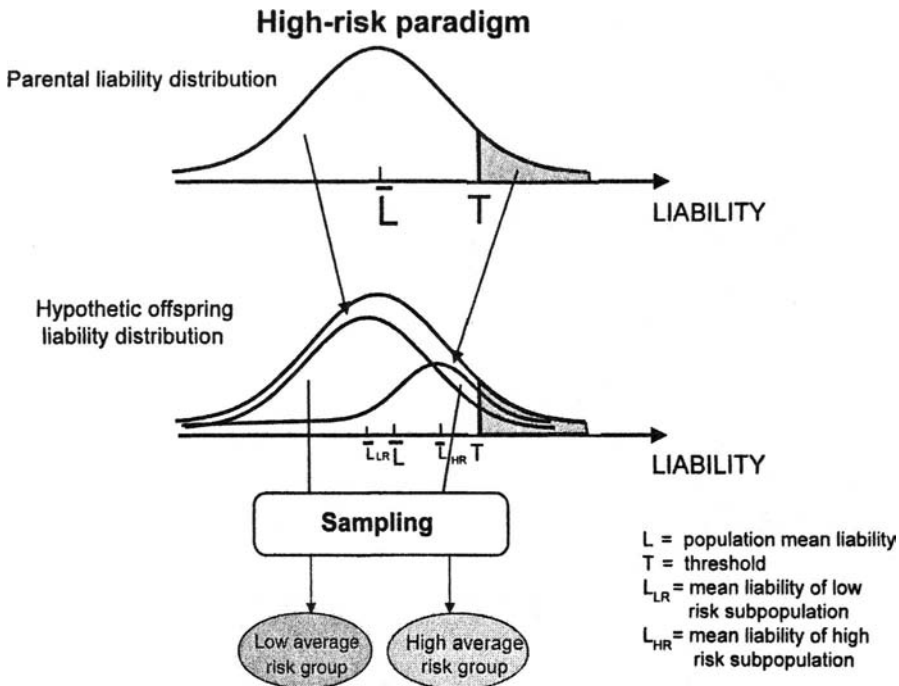 High-risk paradigm
Parental liability distribution
L̄
T
LIABILITY
Hypothetic offspring
liability distribution
L̄LR L̄ L̄HR T
LIABILITY
Sampling
Low average
risk group
High average
risk group
L = population mean liability
T = threshold
LLR= mean liability of low
risk subpopulation
LHR= mean liability of high
risk subpopulation